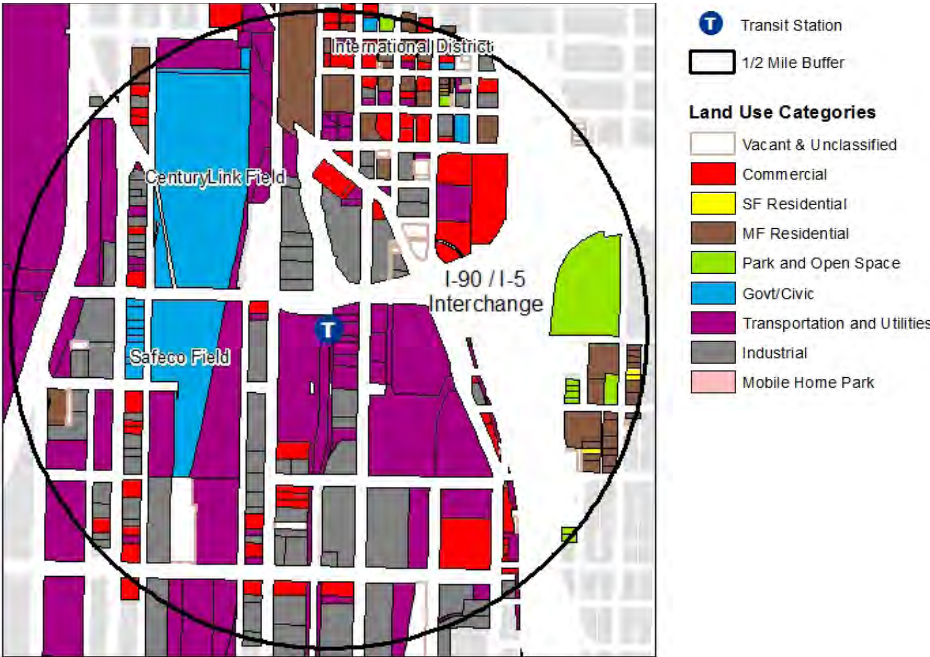 International District
CenturyLink Field
I-90 / I-5
Interchange
T
Safeco Field
T Transit Station
1/2 Mile Buffer
Land Use Categories
Vacant & Unclassified
Commercial
SF Residential
MF Residential
Park and Open Space
Govt/Civic
Transportation and Utilities
Industrial
Mobile Home Park